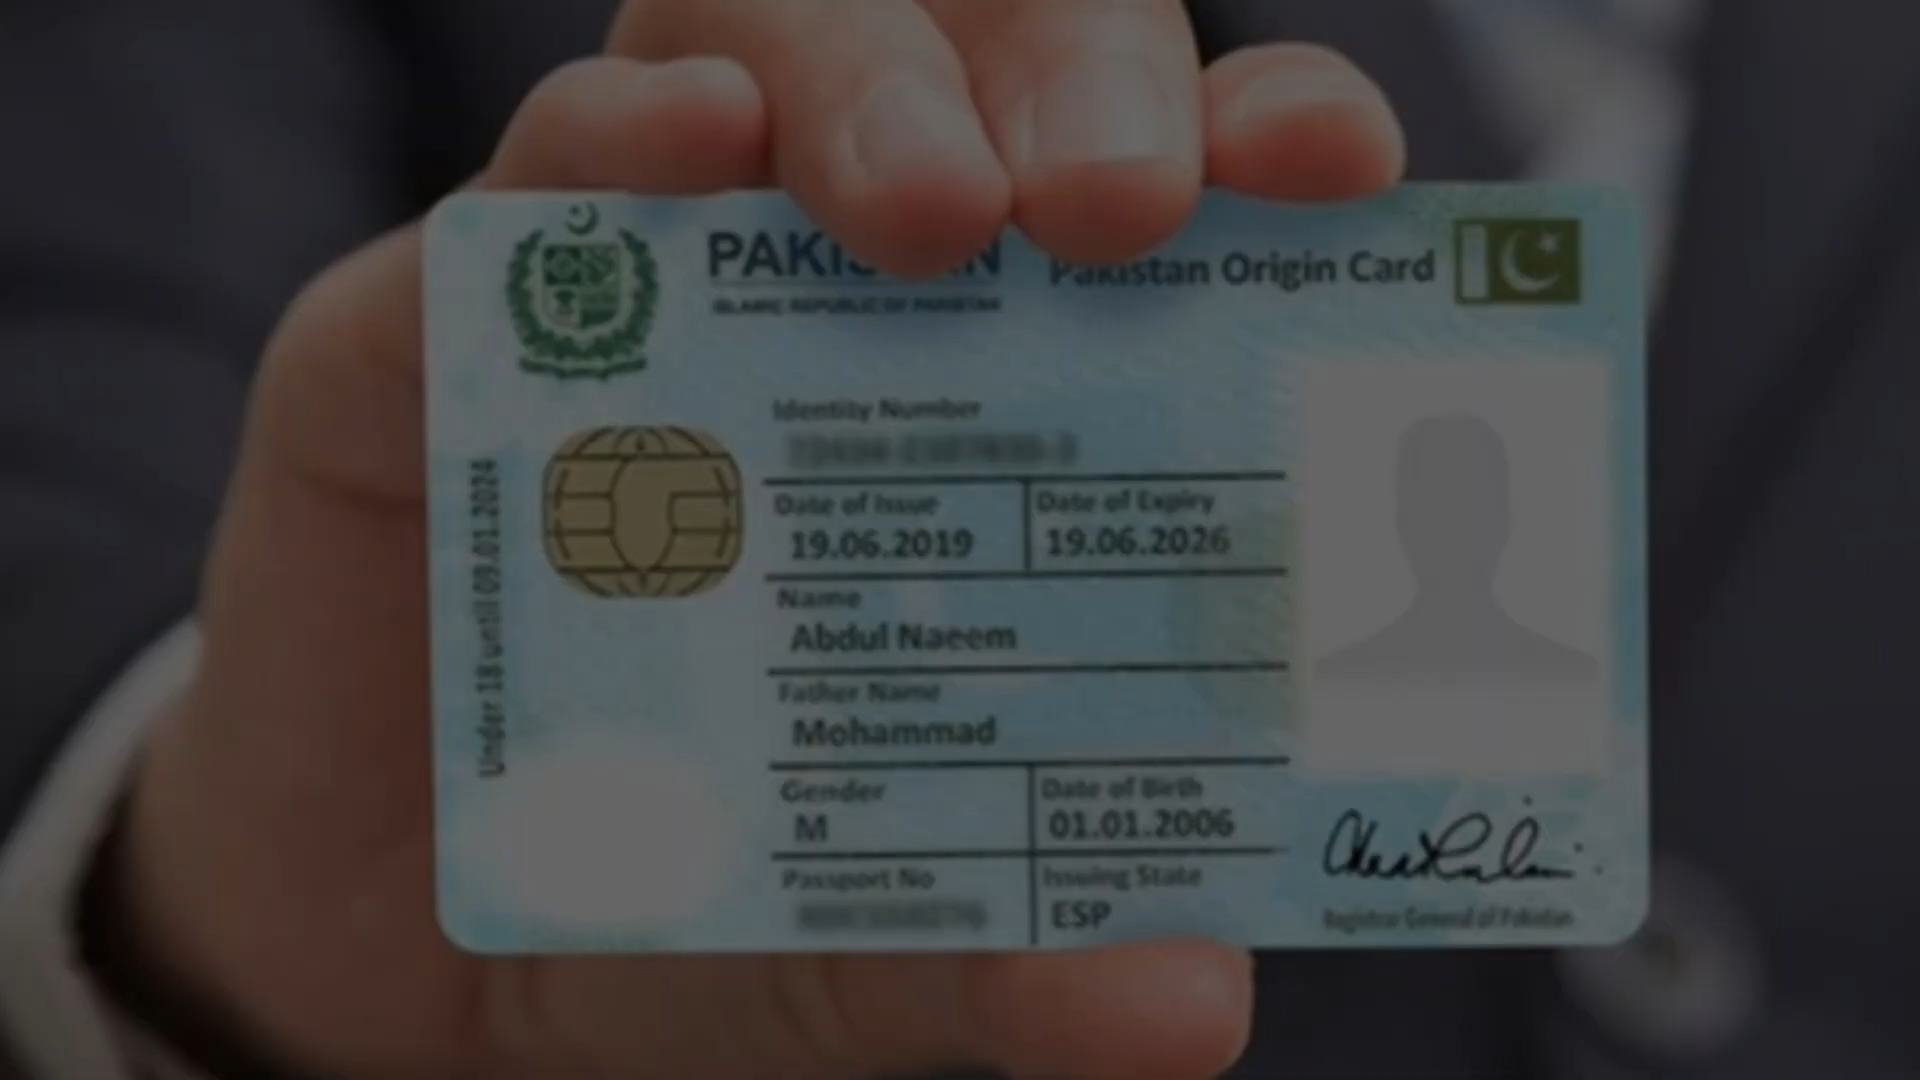 PAKISTAN
ISLAMIC REPUBLIC OF PAKISTAN
Pakistan Origin Card
Identity Number
Date of Issue
19.06.2019
Date of Expiry
19.06.2026
Name
Abdul Naeem
Father Name
Mohammad
Gender
M
Date of Birth
01.01.2006
Passport No
Issuing State
ESP
Under 18 until 09.01.2024
Registrar General of Pakistan